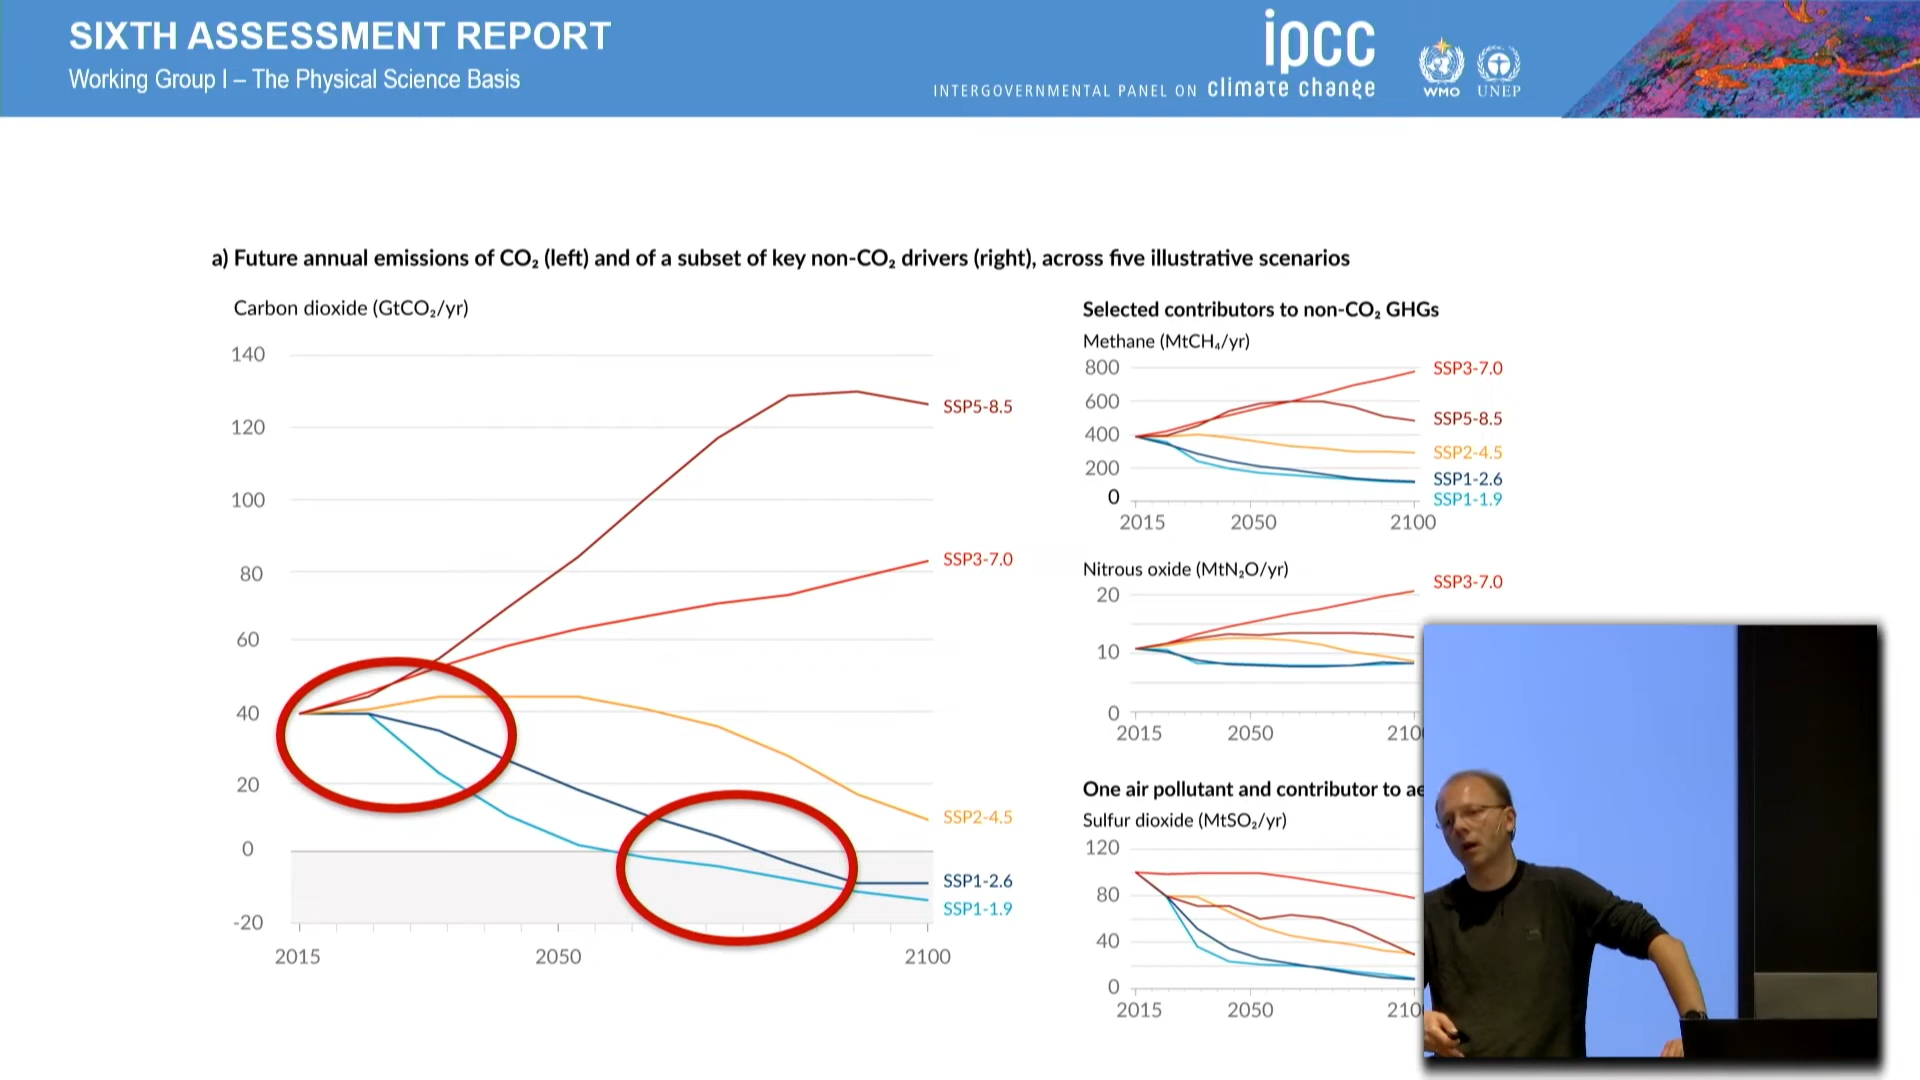 SIXTH ASSESSMENT REPORT
Working Group I – The Physical Science Basis
INTERGOVERNMENTAL PANEL ON
ipcc
climate change
WMO
UNEP
a) Future annual emissions of CO₂ (left) and of a subset of key non-CO₂ drivers (right), across five illustrative scenarios
Carbon dioxide (GtCO₂/yr)
140
120
100
80
60
40
20
0
-20
2015
2050
2100
SSP5-8.5
SSP3-7.0
SSP2-4.5
SSP1-2.6
SSP1-1.9
Selected contributors to non-CO₂ GHGs
Methane (MtCH₄/yr)
800
600
400
200
0
2015
2050
2100
SSP3-7.0
SSP5-8.5
SSP2-4.5
SSP1-2.6
SSP1-1.9
Nitrous oxide (MtN₂O/yr)
20
10
0
2015
2050
210
SSP3-7.0
One air pollutant and contributor to ae
Sulfur dioxide (MtSO₂/yr)
120
80
40
0
2015
2050
210